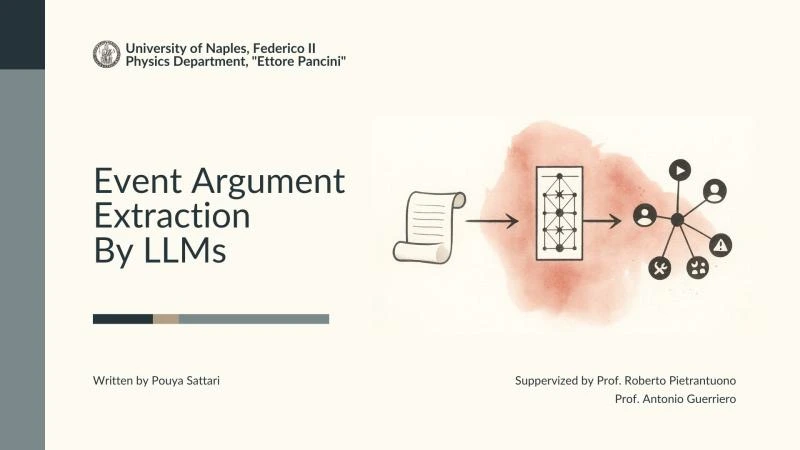 University of Naples, Federico II
Physics Department, "Ettore Pancini"
Event Argument
Extraction
By LLMs
Written by Pouya Sattari
Suppervized by Prof. Roberto Pietrantuono
Prof. Antonio Guerriero